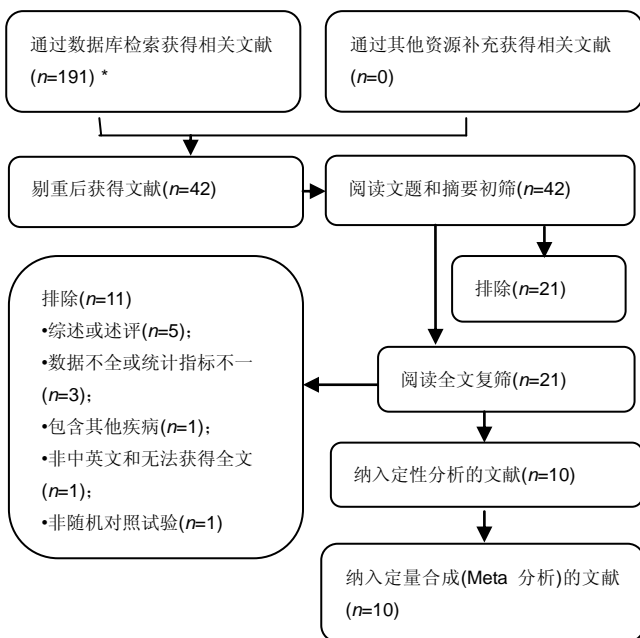 通过数据库检索获得相关文献
(n=191) *
通过其他资源补充获得相关文献
(n=0)
剔重后获得文献(n=42)
阅读文题和摘要初筛(n=42)
排除(n=21)
排除(n=11)
•综述或述评(n=5)；
•数据不全或统计指标不一
(n=3)；
•包含其他疾病(n=1)；
•非中英文和无法获得全文
(n=1)；
•非随机对照试验(n=1)
阅读全文复筛(n=21)
纳入定性分析的文献(n=10)
纳入定量合成(Meta 分析)的文献
(n=10)